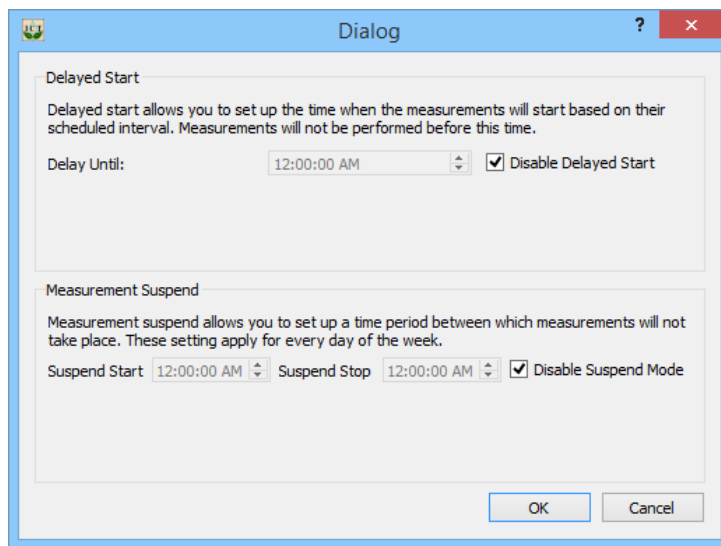 ICT
Dialog
?
Delayed Start
Delayed start allows you to set up the time when the measurements will start based on their
scheduled interval. Measurements will not be performed before this time.
Delay Until: 12:00:00 AM Disable Delayed Start
Measurement Suspend
Measurement suspend allows you to set up a time period between which measurements will not
take place. These setting apply for every day of the week.
Suspend Start 12:00:00 AM Suspend Stop 12:00:00 AM Disable Suspend Mode
OK Cancel